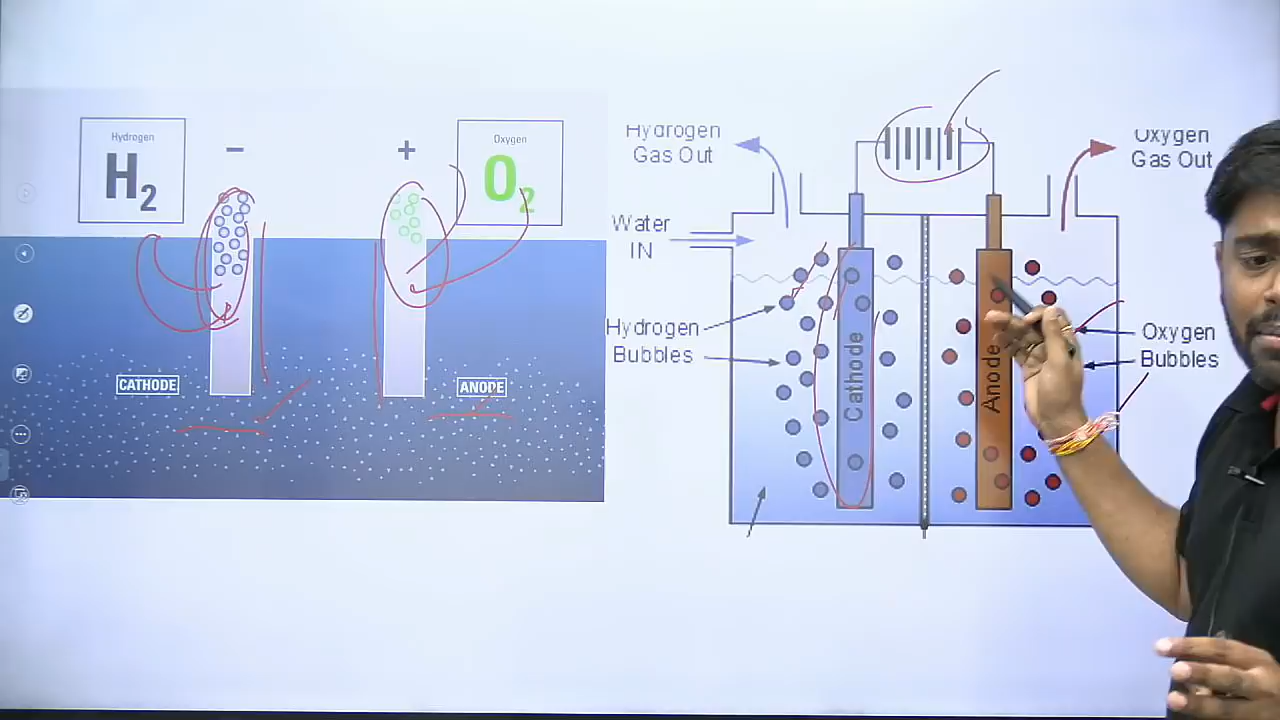 Hydrogen
H2
−
+
Oxygen
O2
CATHODE
ANODE
Hydrogen
Gas Out
Oxygen
Gas Out
Water
IN
Hydrogen
Bubbles
Cathode
Anode
Oxygen
Bubbles